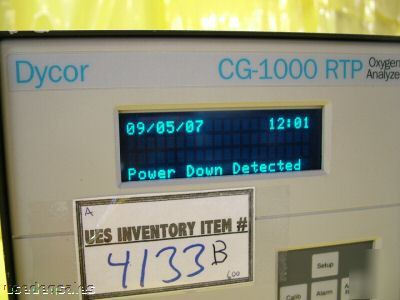 Dycor
CG-1000 RTP
Oxygen
Analyze
09/05/07 12:01
Power Down Detected
A
UES INVENTORY ITEM #
4133B
Setup
Calib
Alarm